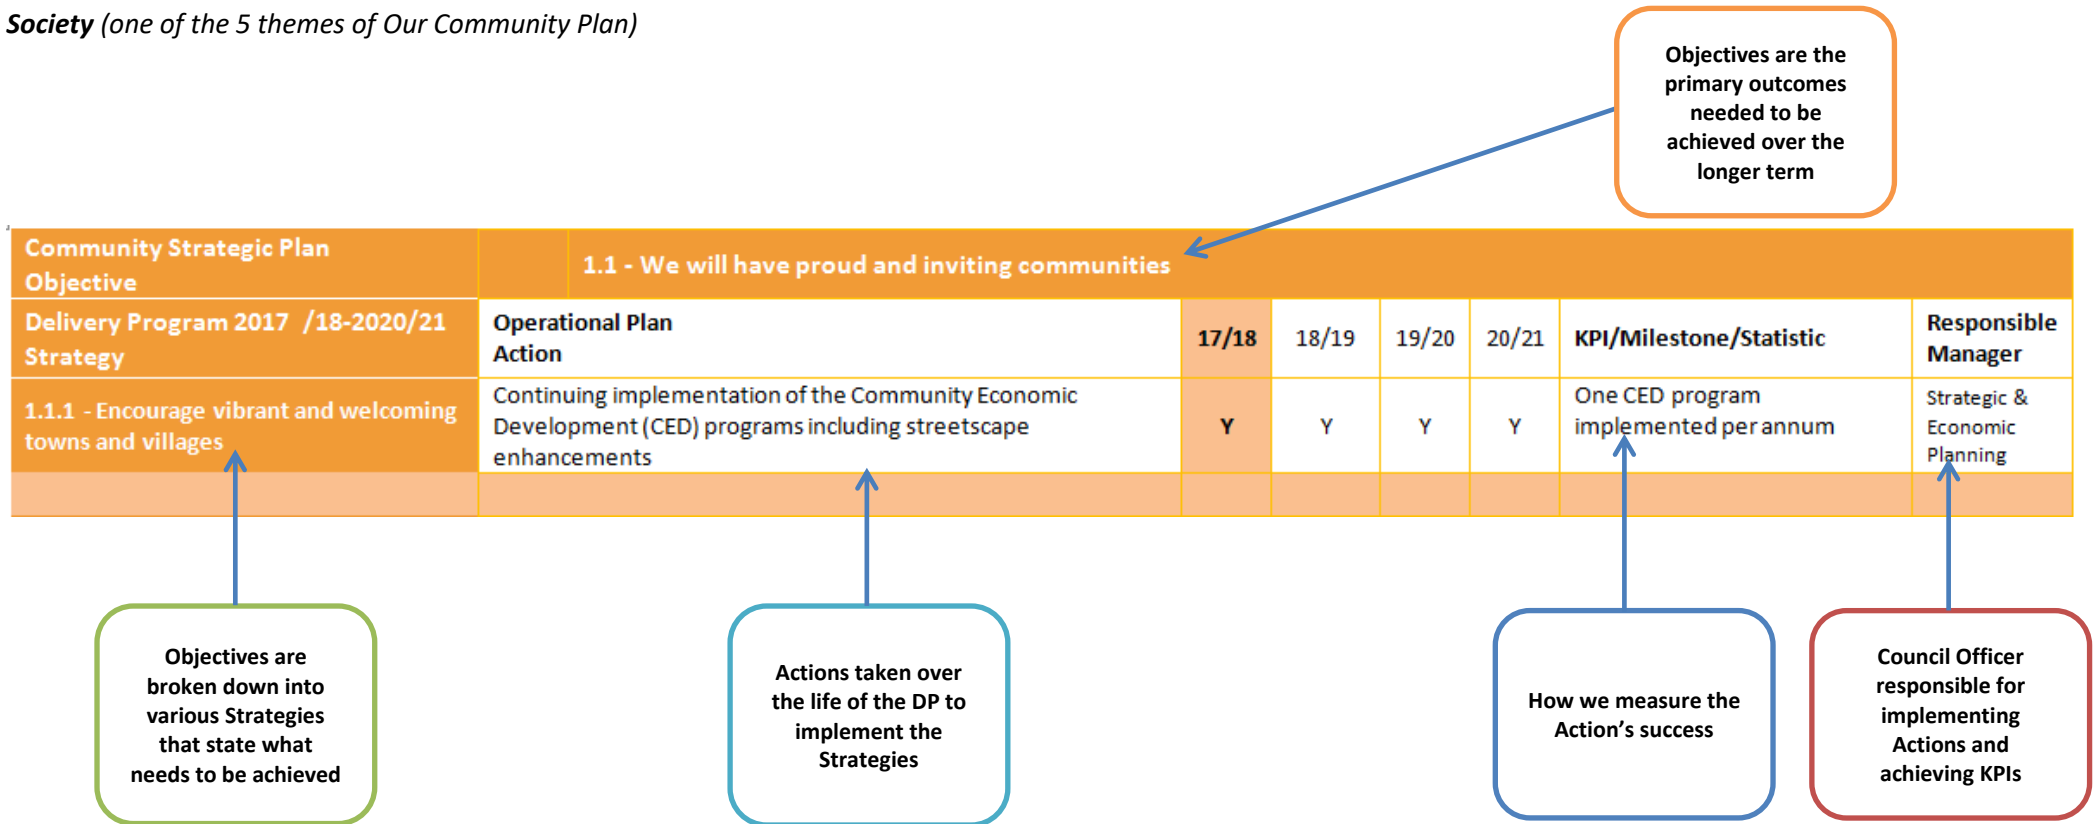 Society (one of the 5 themes of Our Community Plan)
Objectives are the
primary outcomes
needed to be
achieved over the
longer term
Community Strategic Plan
Objective
1.1 - We will have proud and inviting communities
Delivery Program 2017 /18-2020/21
Strategy
Operational Plan
Action
17/18
18/19
19/20
20/21
KPI/Milestone/Statistic
Responsible
Manager
1.1.1 - Encourage vibrant and welcoming
towns and villages
Continuing implementation of the Community Economic
Development (CED) programs including streetscape
enhancements
Y
Y
Y
Y
One CED program
implemented per annum
Strategic &
Economic
Planning
Objectives are
broken down into
various Strategies
that state what
needs to be achieved
Actions taken over
the life of the DP to
implement the
Strategies
How we measure the
Action’s success
Council Officer
responsible for
implementing
Actions and
achieving KPIs